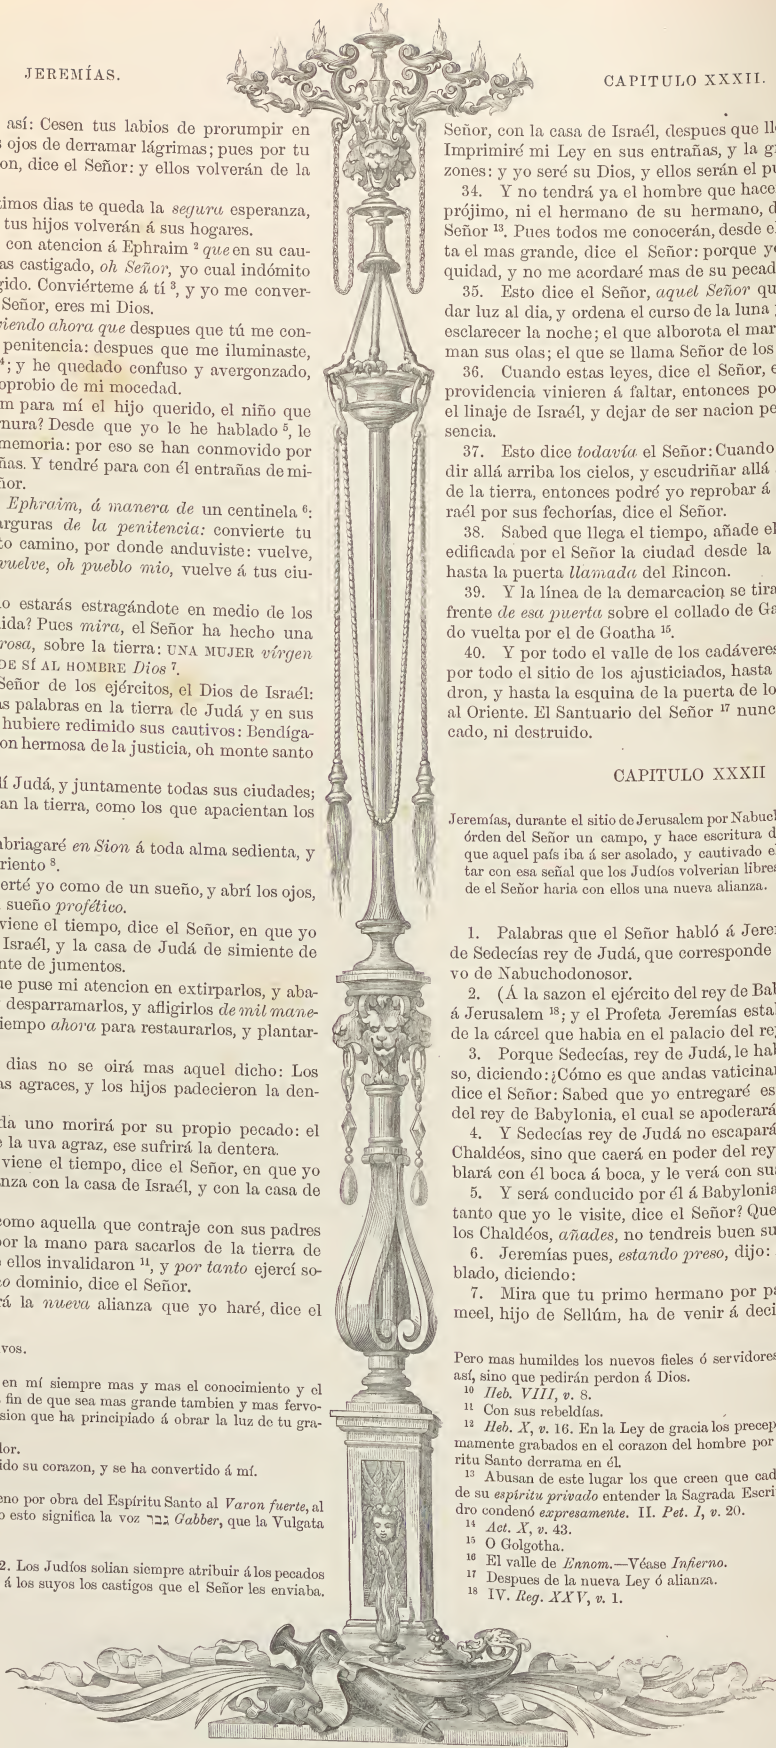 JEREMÍAS.
así: Cesen tus labios de prorumpir en
ojos de derramar lágrimas; pues por tu
on, dice el Señor: y ellos volverán de la
timos dias te queda la segura esperanza,
tus hijos volverán á sus hogares.
con atencion á Ephraim ² que en su cau-
as castigado, oh Señor, yo cual indómito
gido. Conviérteme á tí ³, y yo me conver-
Señor, eres mi Dios.
viendo ahora que despues que tú me con-
penitencia: despues que me iluminaste,
⁴; y he quedado confuso y avergonzado,
oprobio de mi mocedad.
m para mí el hijo querido, el niño que
nura? Desde que yo le he hablado ⁵, le
memoria: por eso se han conmovido por
ñas. Y tendré para con él entrañas de mi-
ñor.
Ephraim, á manera de un centinela ⁶:
arguras de la penitencia: convierte tu
to camino, por donde anduviste: vuelve,
vuelve, oh pueblo mio, vuelve á tus ciu-
o estarás estragándote en medio de los
ida? Pues mira, el Señor ha hecho una
rosa, sobre la tierra: UNA MUJER vírgen
DE SÍ AL HOMBRE Dios ⁷.
Señor de los ejércitos, el Dios de Israél:
as palabras en la tierra de Judá y en sus
hubiere redimido sus cautivos: Bendíga-
on hermosa de la justicia, oh monte santo
lí Judá, y juntamente todas sus ciudades;
an la tierra, como los que apacientan los
briagaré en Sion á toda alma sedienta, y
riento ⁸.
erté yo como de un sueño, y abrí los ojos,
sueño profético.
viene el tiempo, dice el Señor, en que yo
Israél, y la casa de Judá de simiente de
nte de jumentos.
ue puse mi atencion en extirparlos, y aba-
desparramarlos, y afligirlos de mil mane-
iempo ahora para restaurarlos, y plantar-
dias no se oirá mas aquel dicho: Los
as agraces, y los hijos padecieron la den-
da uno morirá por su propio pecado: el
e la uva agraz, ese sufrirá la dentera.
viene el tiempo, dice el Señor, en que yo
nza con la casa de Israél, y con la casa de
como aquella que contraje con sus padres
por la mano para sacarlos de la tierra de
ellos invalidaron ¹¹, y por tanto ejercí so-
o dominio, dice el Señor.
rá la nueva alianza que yo haré, dice el
vos.
en mí siempre mas y mas el conocimiento y el
fin de que sea mas grande tambien y mas fervo-
sion que ha principiado á obrar la luz de tu gra-
lor.
ido su corazon, y se ha convertido á mí.
eno por obra del Espíritu Santo al Varon fuerte, al
o esto significa la voz גבר Gabber, que la Vulgata
2. Los Judíos solian siempre atribuir á los pecados
á los suyos los castigos que el Señor les enviaba.
CAPITULO XXXII.
Señor, con la casa de Israél, despues que ll
Imprimiré mi Ley en sus entrañas, y la g
zones: y yo seré su Dios, y ellos serán el pu
34. Y no tendrá ya el hombre que hace
prójimo, ni el hermano de su hermano, d
Señor ¹³. Pues todos me conocerán, desde e
ta el mas grande, dice el Señor: porque yo
quidad, y no me acordaré mas de su pecad
35. Esto dice el Señor, aquel Señor qu
dar luz al dia, y ordena el curso de la luna
esclarecer la noche; el que alborota el mar
man sus olas; el que se llama Señor de los
36. Cuando estas leyes, dice el Señor, e
providencia vinieren á faltar, entonces po
el linaje de Israél, y dejar de ser nacion pe
sencia.
37. Esto dice todavía el Señor: Cuando
dir allá arriba los cielos, y escudriñar allá
de la tierra, entonces podré yo reprobar á
raél por sus fechorías, dice el Señor.
38. Sabed que llega el tiempo, añade el
edificada por el Señor la ciudad desde la
hasta la puerta llamada del Rincon.
39. Y la línea de la demarcacion se tira
frente de esa puerta sobre el collado de Ga
do vuelta por el de Goatha ¹⁵.
40. Y por todo el valle de los cadáveres
por todo el sitio de los ajusticiados, hasta
dron, y hasta la esquina de la puerta de lo
al Oriente. El Santuario del Señor ¹⁷ nunc
cado, ni destruido.
CAPITULO XXXII
Jeremías, durante el sitio de Jerusalem por Nabuc
órden del Señor un campo, y hace escritura d
que aquel país iba á ser asolado, y cautivado e
tar con esa señal que los Judíos volverian libre
de el Señor haria con ellos una nueva alianza.
1. Palabras que el Señor habló á Jere
de Sedecías rey de Judá, que corresponde
vo de Nabuchodonosor.
2. (Á la sazon el ejército del rey de Bab
á Jerusalem ¹⁸; y el Profeta Jeremías esta
de la cárcel que habia en el palacio del re
3. Porque Sedecías, rey de Judá, le hab
so, diciendo: ¿Cómo es que andas vaticina
dice el Señor: Sabed que yo entregaré es
del rey de Babylonia, el cual se apoderará
4. Y Sedecías rey de Judá no escapará
Chaldéos, sino que caerá en poder del rey
blará con él boca á boca, y le verá con su
5. Y será conducido por él á Babylonia
tanto que yo le visite, dice el Señor? Que
los Chaldéos, añades, no tendreis buen su
6. Jeremías pues, estando preso, dijo:
blado, diciendo:
7. Mira que tu primo hermano por pa
meel, hijo de Sellúm, ha de venir á deci
Pero mas humildes los nuevos fieles ó servidores
así, sino que pedirán perdon á Dios.
¹⁰ Heb. VIII, v. 8.
¹¹ Con sus rebeldías.
¹² Heb. X, v. 16. En la Ley de gracia los precep
mamente grabados en el corazon del hombre por
ritu Santo derrama en él.
¹³ Abusan de este lugar los que creen que cad
de su espíritu privado entender la Sagrada Escri
dro condenó expresamente. II. Pet. I, v. 20.
¹⁴ Act. X, v. 43.
¹⁵ O Golgotha.
¹⁶ El valle de Ennom.—Véase Infierno.
¹⁷ Despues de la nueva Ley ó alianza.
¹⁸ IV. Reg. XXV, v. 1.